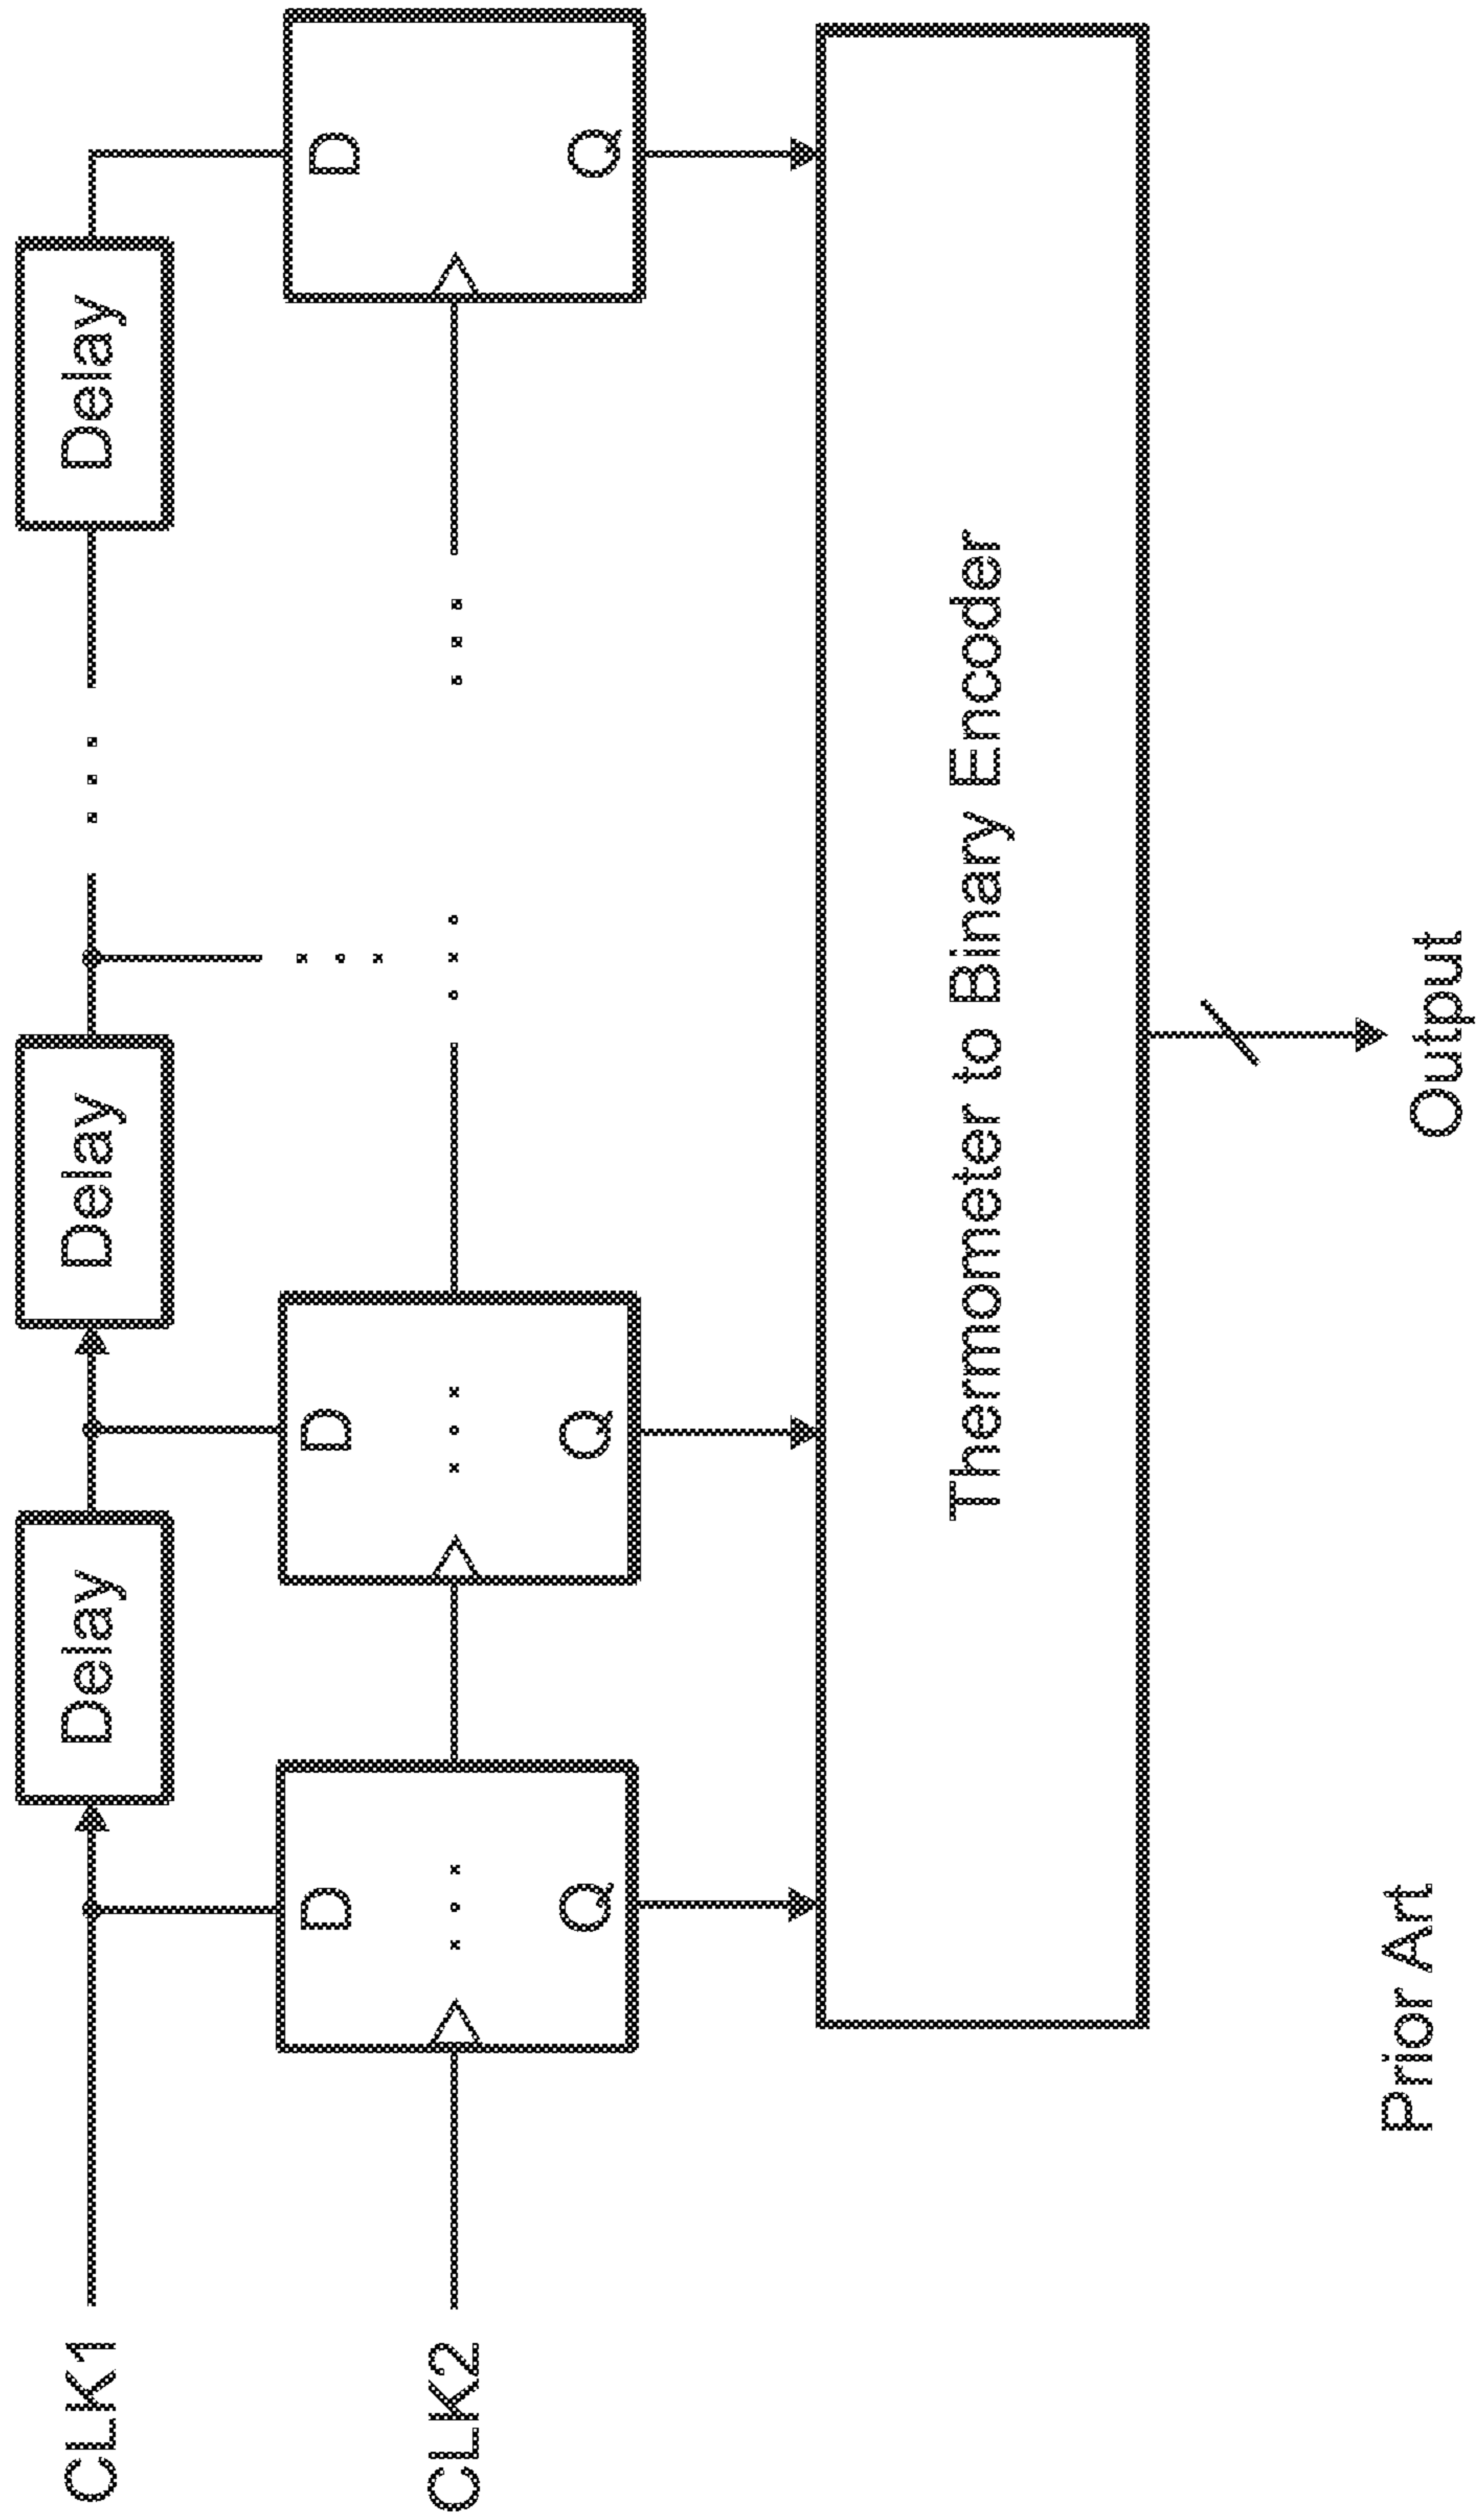 CLK1
Delay
Delay
Delay
CLK2
D
D
D
Q
Q
Q
Thermometer to Binary Encoder
Output
Prior Art